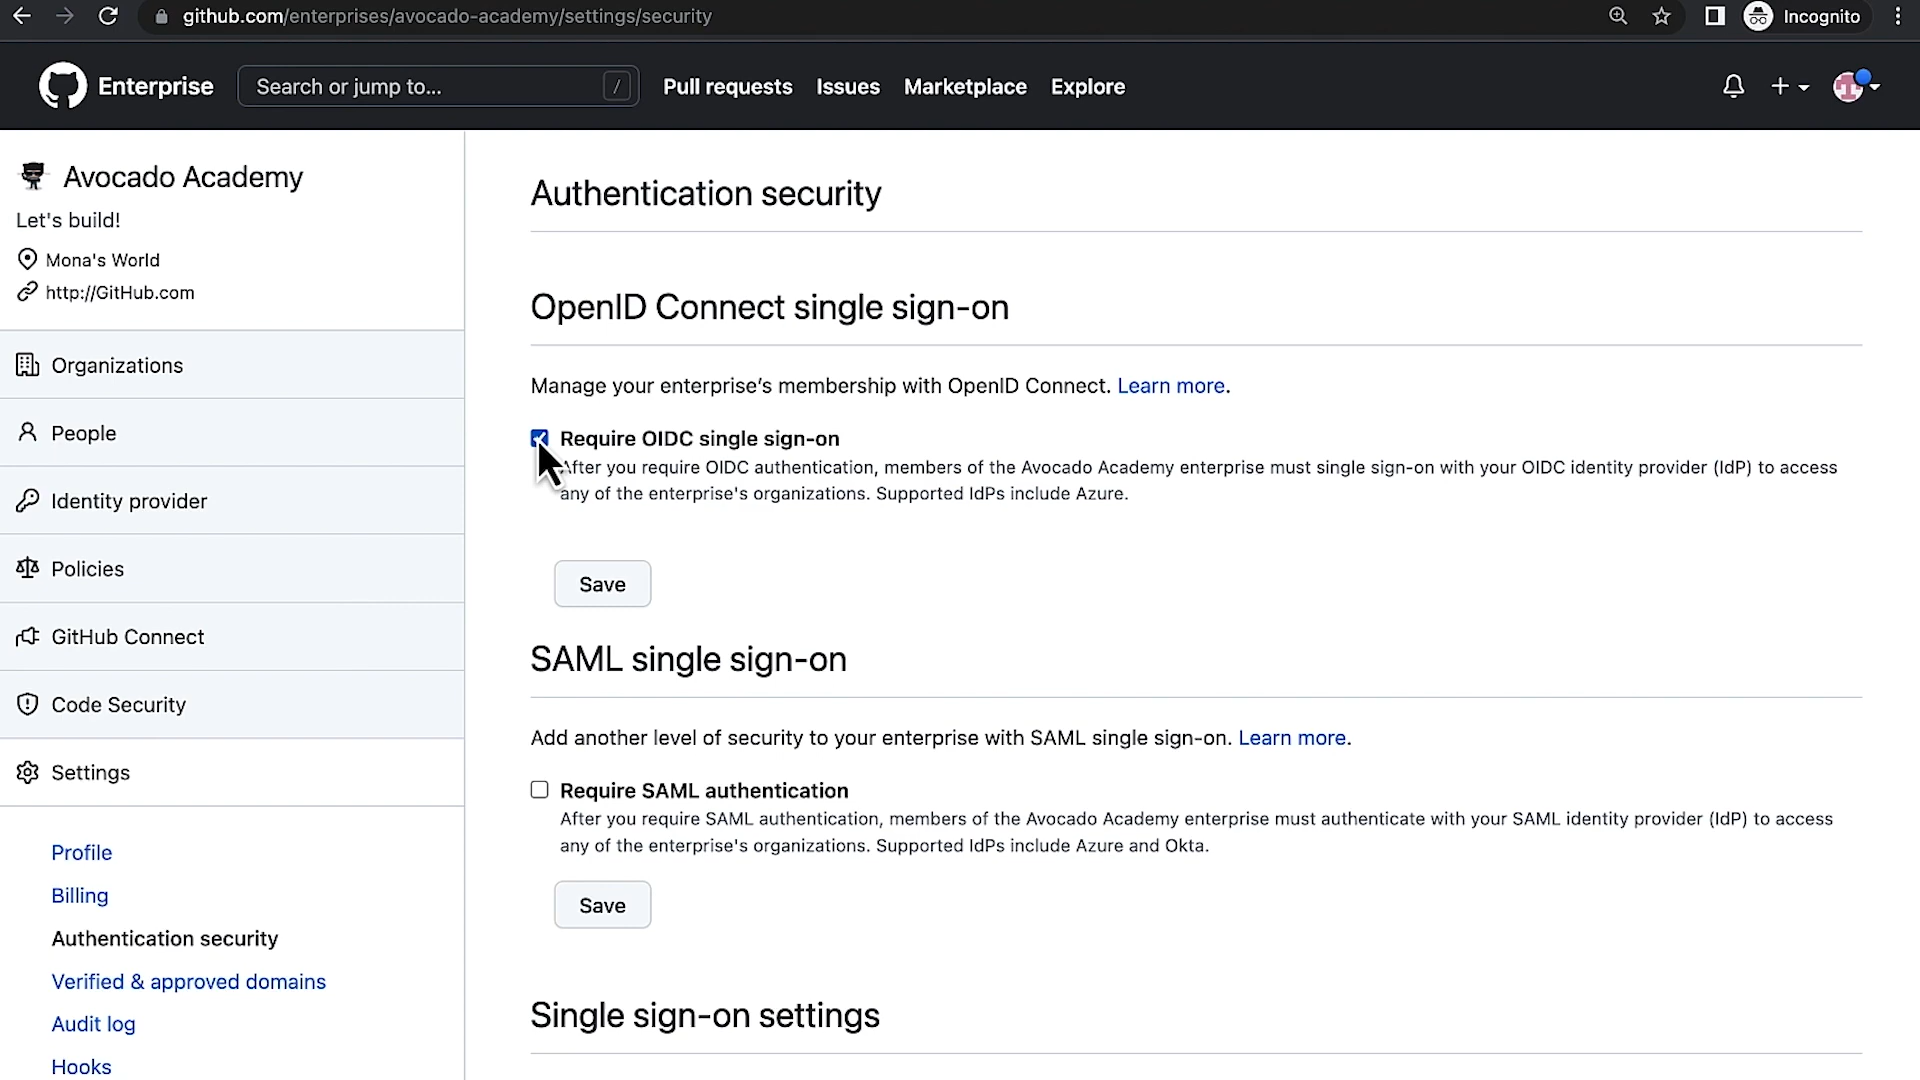 github.com/enterprises/avocado-academy/settings/security
Incognito
Enterprise
Search or jump to...
/
Pull requests
Issues
Marketplace
Explore
Avocado Academy
Let's build!
Mona's World
http://GitHub.com
Organizations
People
Identity provider
Policies
GitHub Connect
Code Security
Settings
Profile
Billing
Authentication security
Verified & approved domains
Audit log
Hooks
Authentication security
OpenID Connect single sign-on
Manage your enterprise's membership with OpenID Connect. Learn more.
Require OIDC single sign-on
After you require OIDC authentication, members of the Avocado Academy enterprise must single sign-on with your OIDC identity provider (IdP) to access
any of the enterprise's organizations. Supported IdPs include Azure.
Save
SAML single sign-on
Add another level of security to your enterprise with SAML single sign-on. Learn more.
Require SAML authentication
After you require SAML authentication, members of the Avocado Academy enterprise must authenticate with your SAML identity provider (IdP) to access
any of the enterprise's organizations. Supported IdPs include Azure and Okta.
Save
Single sign-on settings